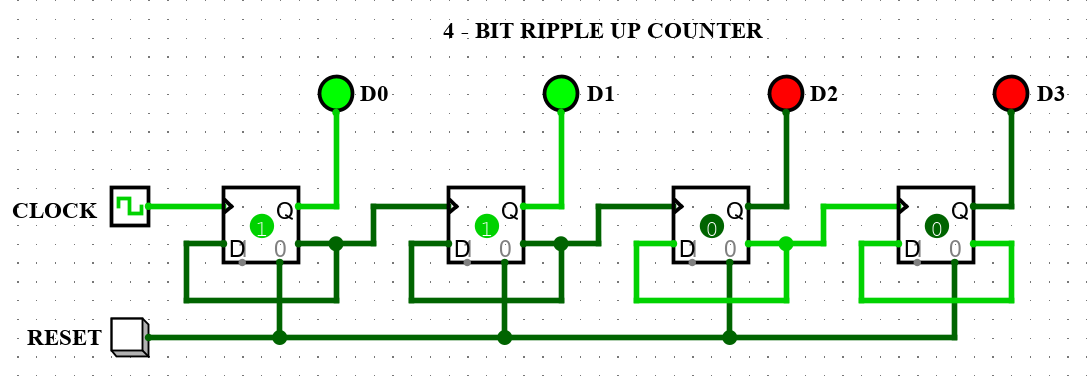 4 - BIT RIPPLE UP COUNTER
D0 D1 D2 D3
CLOCK
Q Q Q Q
1 1 0 0
D 0 D 0 D 0 D 0
RESET